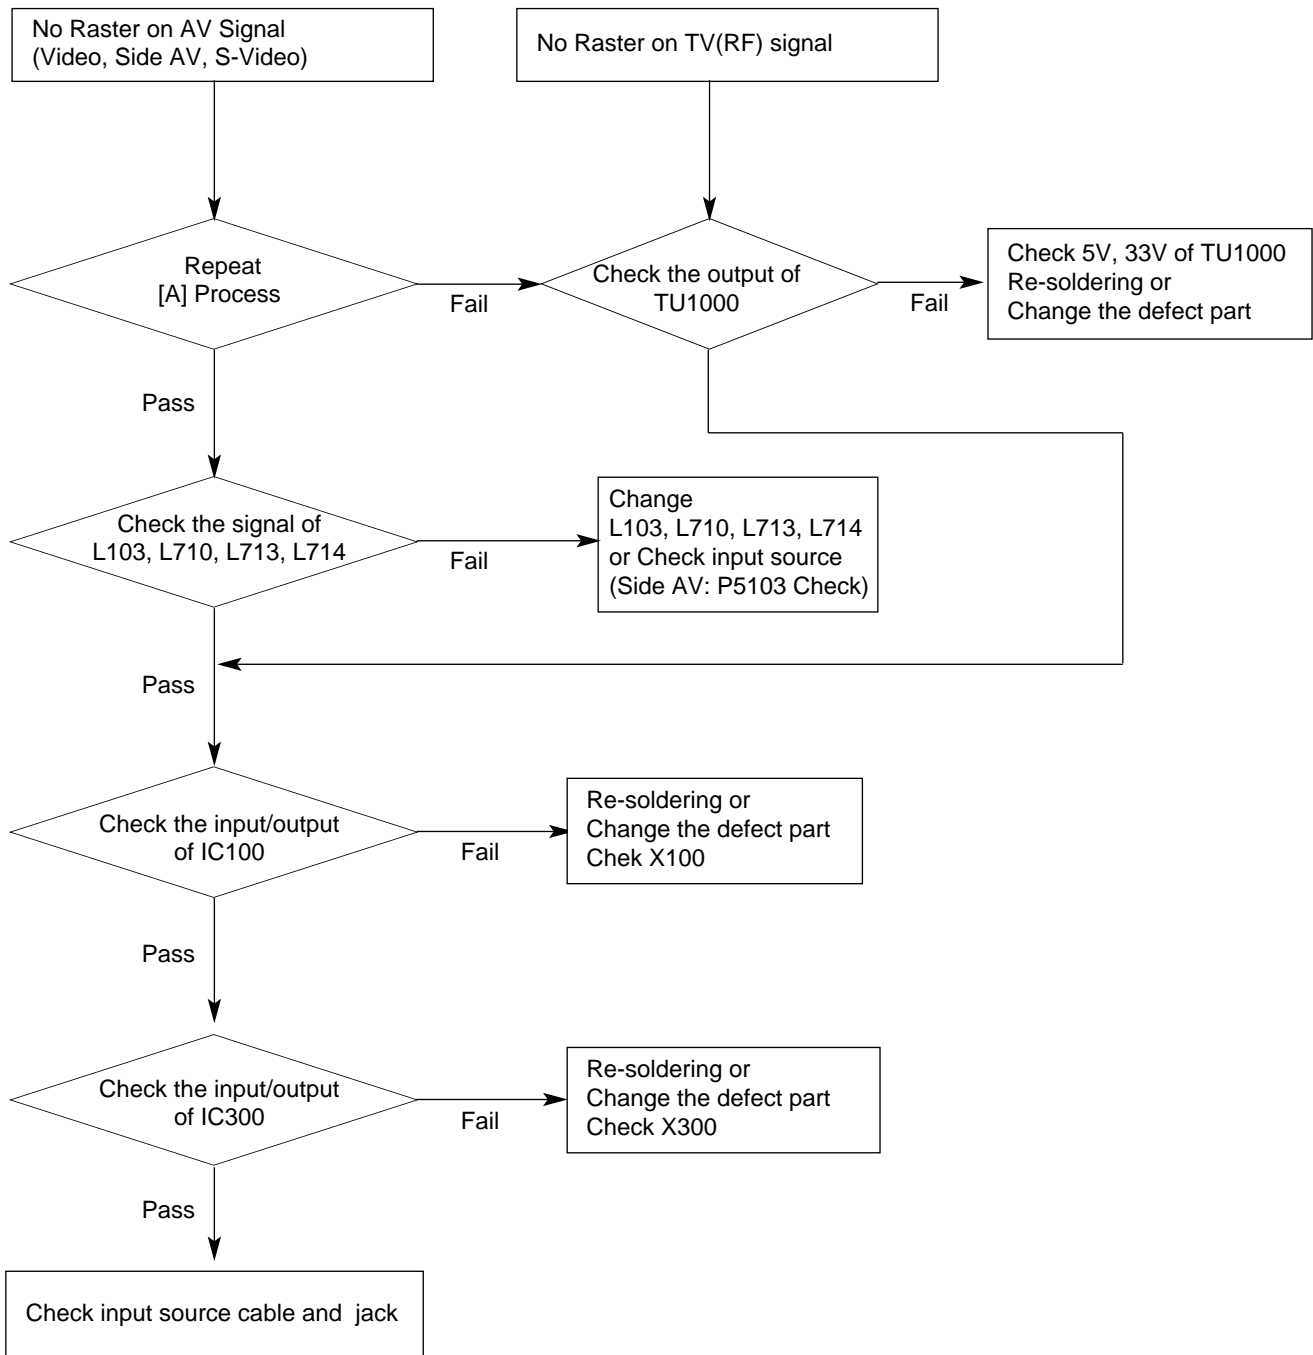 No Raster on AV Signal
(Video, Side AV, S-Video)
No Raster on TV(RF) signal
Repeat
[A] Process
Fail
Check the output of
TU1000
Fail
Check 5V, 33V of TU1000
Re-soldering or
Change the defect part
Pass
Check the signal of
L103, L710, L713, L714
Fail
Change
L103, L710, L713, L714
or Check input source
(Side AV: P5103 Check)
Pass
Check the input/output
of IC100
Fail
Re-soldering or
Change the defect part
Chek X100
Pass
Check the input/output
of IC300
Fail
Re-soldering or
Change the defect part
Check X300
Pass
Check input source cable and  jack